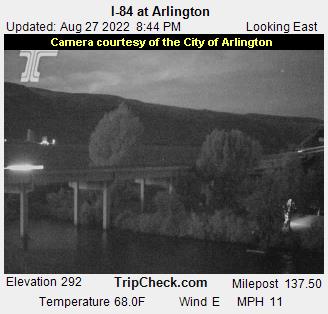 I-84 at Arlington
Updated: Aug 27 2022 8:44 PM Looking East
Camera courtesy of the City of Arlington
Elevation 292 TripCheck.com Milepost 137.50
Temperature 68.0F Wind E MPH 11